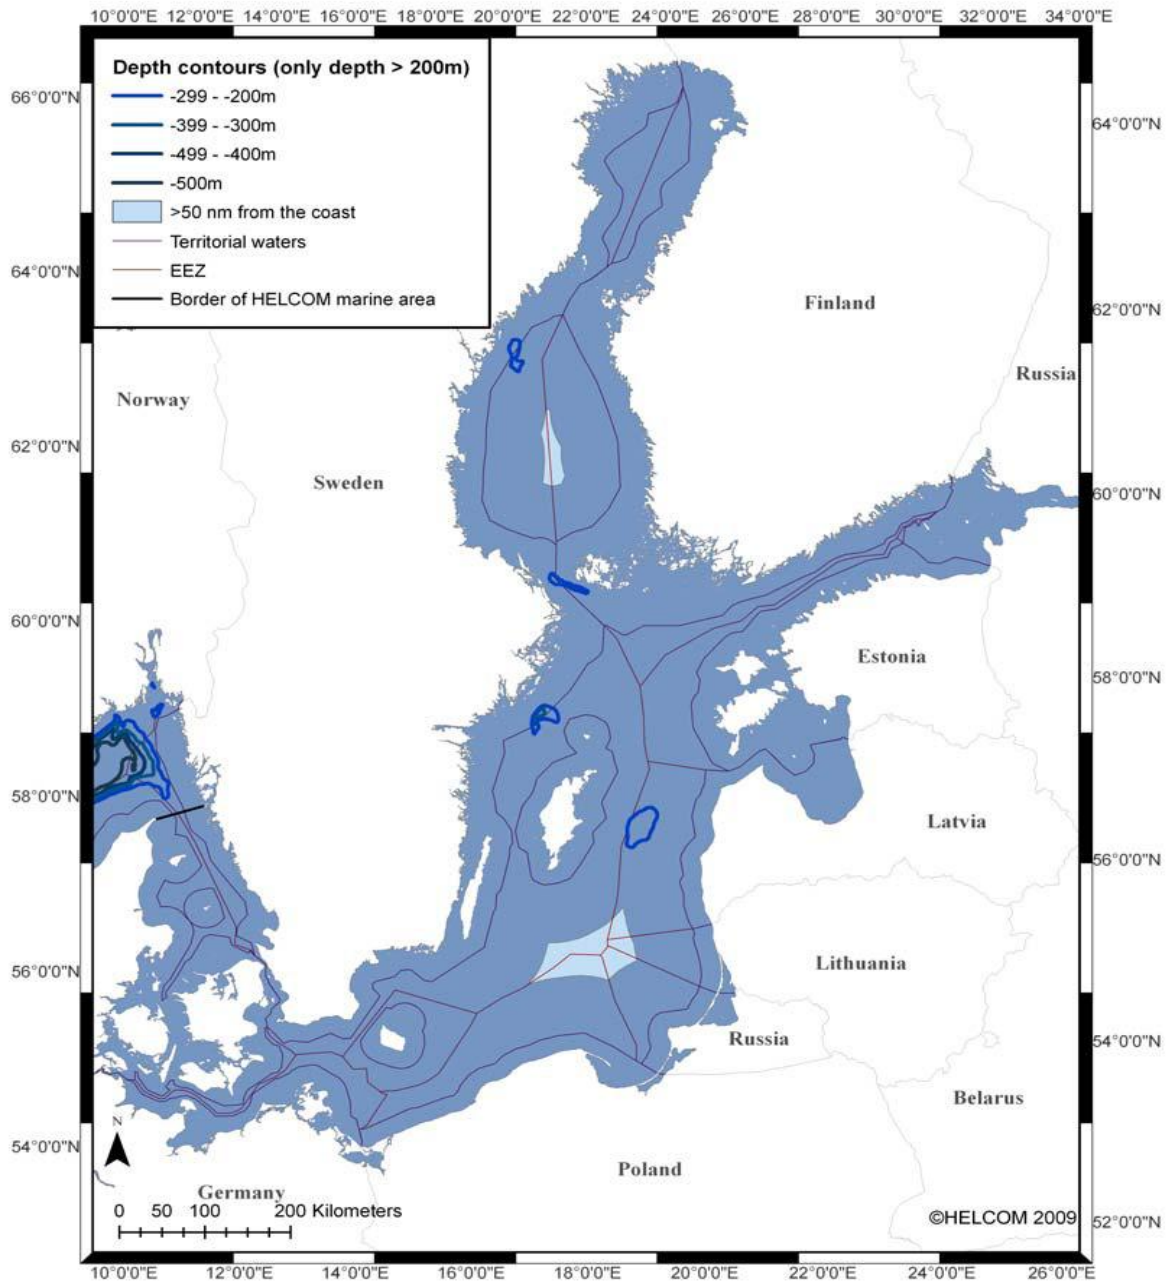 10°00"E 12°0'0"E 14°0'0"E 16°0'0"E 18°0'0"E 20°0'0"E 22°0'0"E 24°0'0"E 26°0'0"E 28°0'0"E 30°0'0"E 32°0'0"E 34°0'0"E
Depth contours (only depth > 200m)
-299 - -200m
-399 - -300m
-499 - -400m
-500m
>50 nm from the coast
Territorial waters
EEZ
Border of HELCOM marine area
66°0'0"N
64°0'0"N
64°0'0"N
62°0'0"N
Finland
Russia
Norway
62°0'0"N
Sweden
60°0'0"N
60°0'0"N
Estonia
58°0'0"N
58°0'0"N
Latvia
56°0'0"N
56°0'0"N
Lithuania
Russia
54°0'0"N
Belarus
N
54°0'0"N
Poland
Germany
0 50 100 200 Kilometers
©HELCOM 2009
52°0'0"N
10°0'0"E 12°0'0"E 14°0'0"E 16°0'0"E 18°0'0"E 20°0'0"E 22°0'0"E 24°0'0"E 26°0'0"E